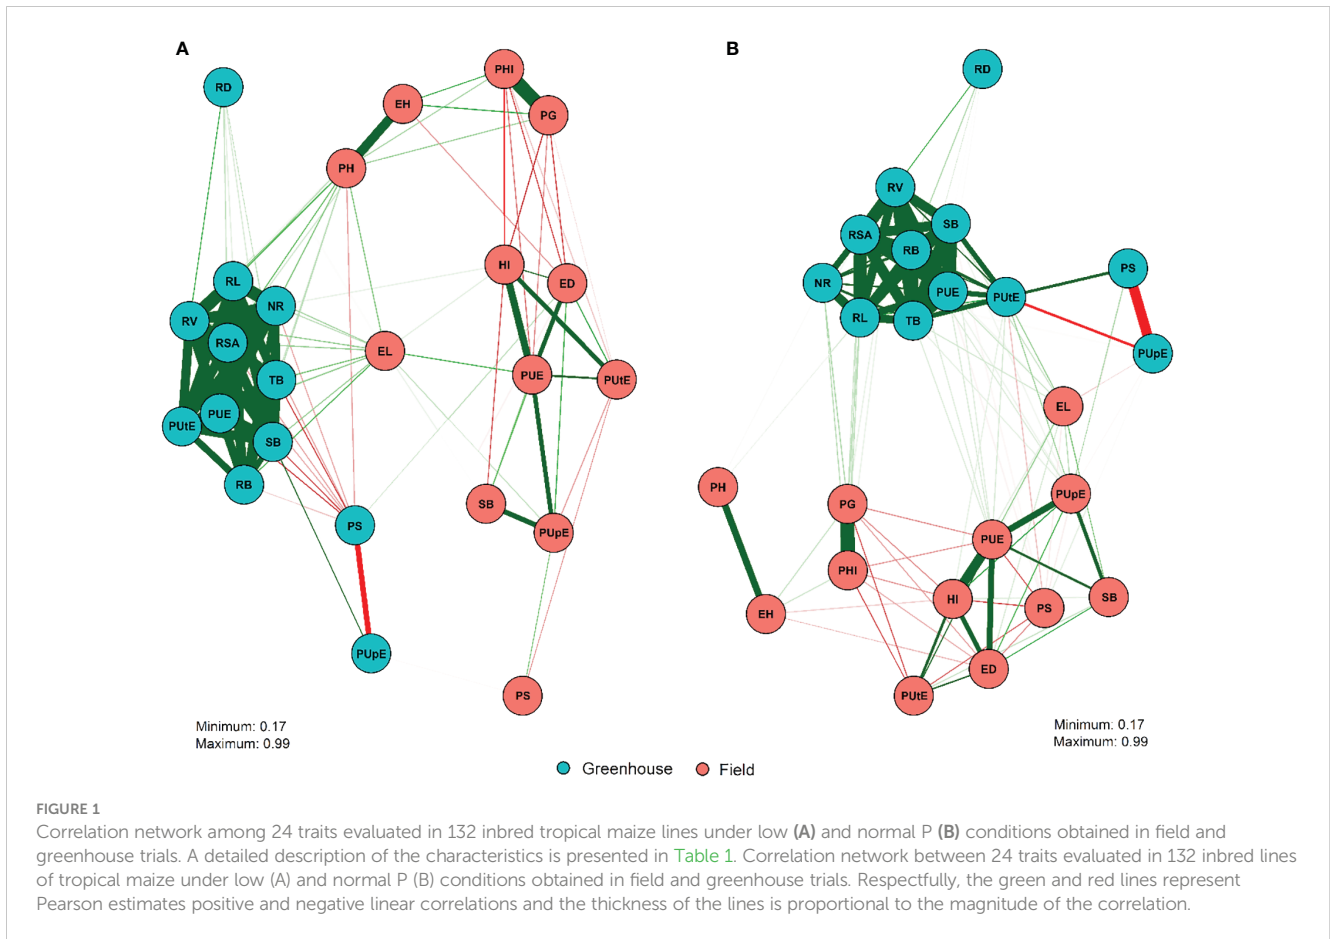 A
B
RD
PHI
EH
PG
PH
HI
ED
RL
NR
RV
RSA
EL
TB
PUE
PUtE
PUE
PUtE
SB
RB
SB
PS
PUpE
PUpE
PS
Minimum: 0.17
Maximum: 0.99
RD
RV
SB
RSA
RB
PS
NR
PUE
PUtE
RL
TB
PUpE
EL
PH
PG
PUpE
PUE
PHI
HI
PS
SB
EH
ED
PUtE
Minimum: 0.17
Maximum: 0.99
Greenhouse
Field
FIGURE 1
Correlation network among 24 traits evaluated in 132 inbred tropical maize lines under low (A) and normal P (B) conditions obtained in field and
greenhouse trials. A detailed description of the characteristics is presented in Table 1. Correlation network between 24 traits evaluated in 132 inbred lines
of tropical maize under low (A) and normal P (B) conditions obtained in field and greenhouse trials. Respectfully, the green and red lines represent
Pearson estimates positive and negative linear correlations and the thickness of the lines is proportional to the magnitude of the correlation.